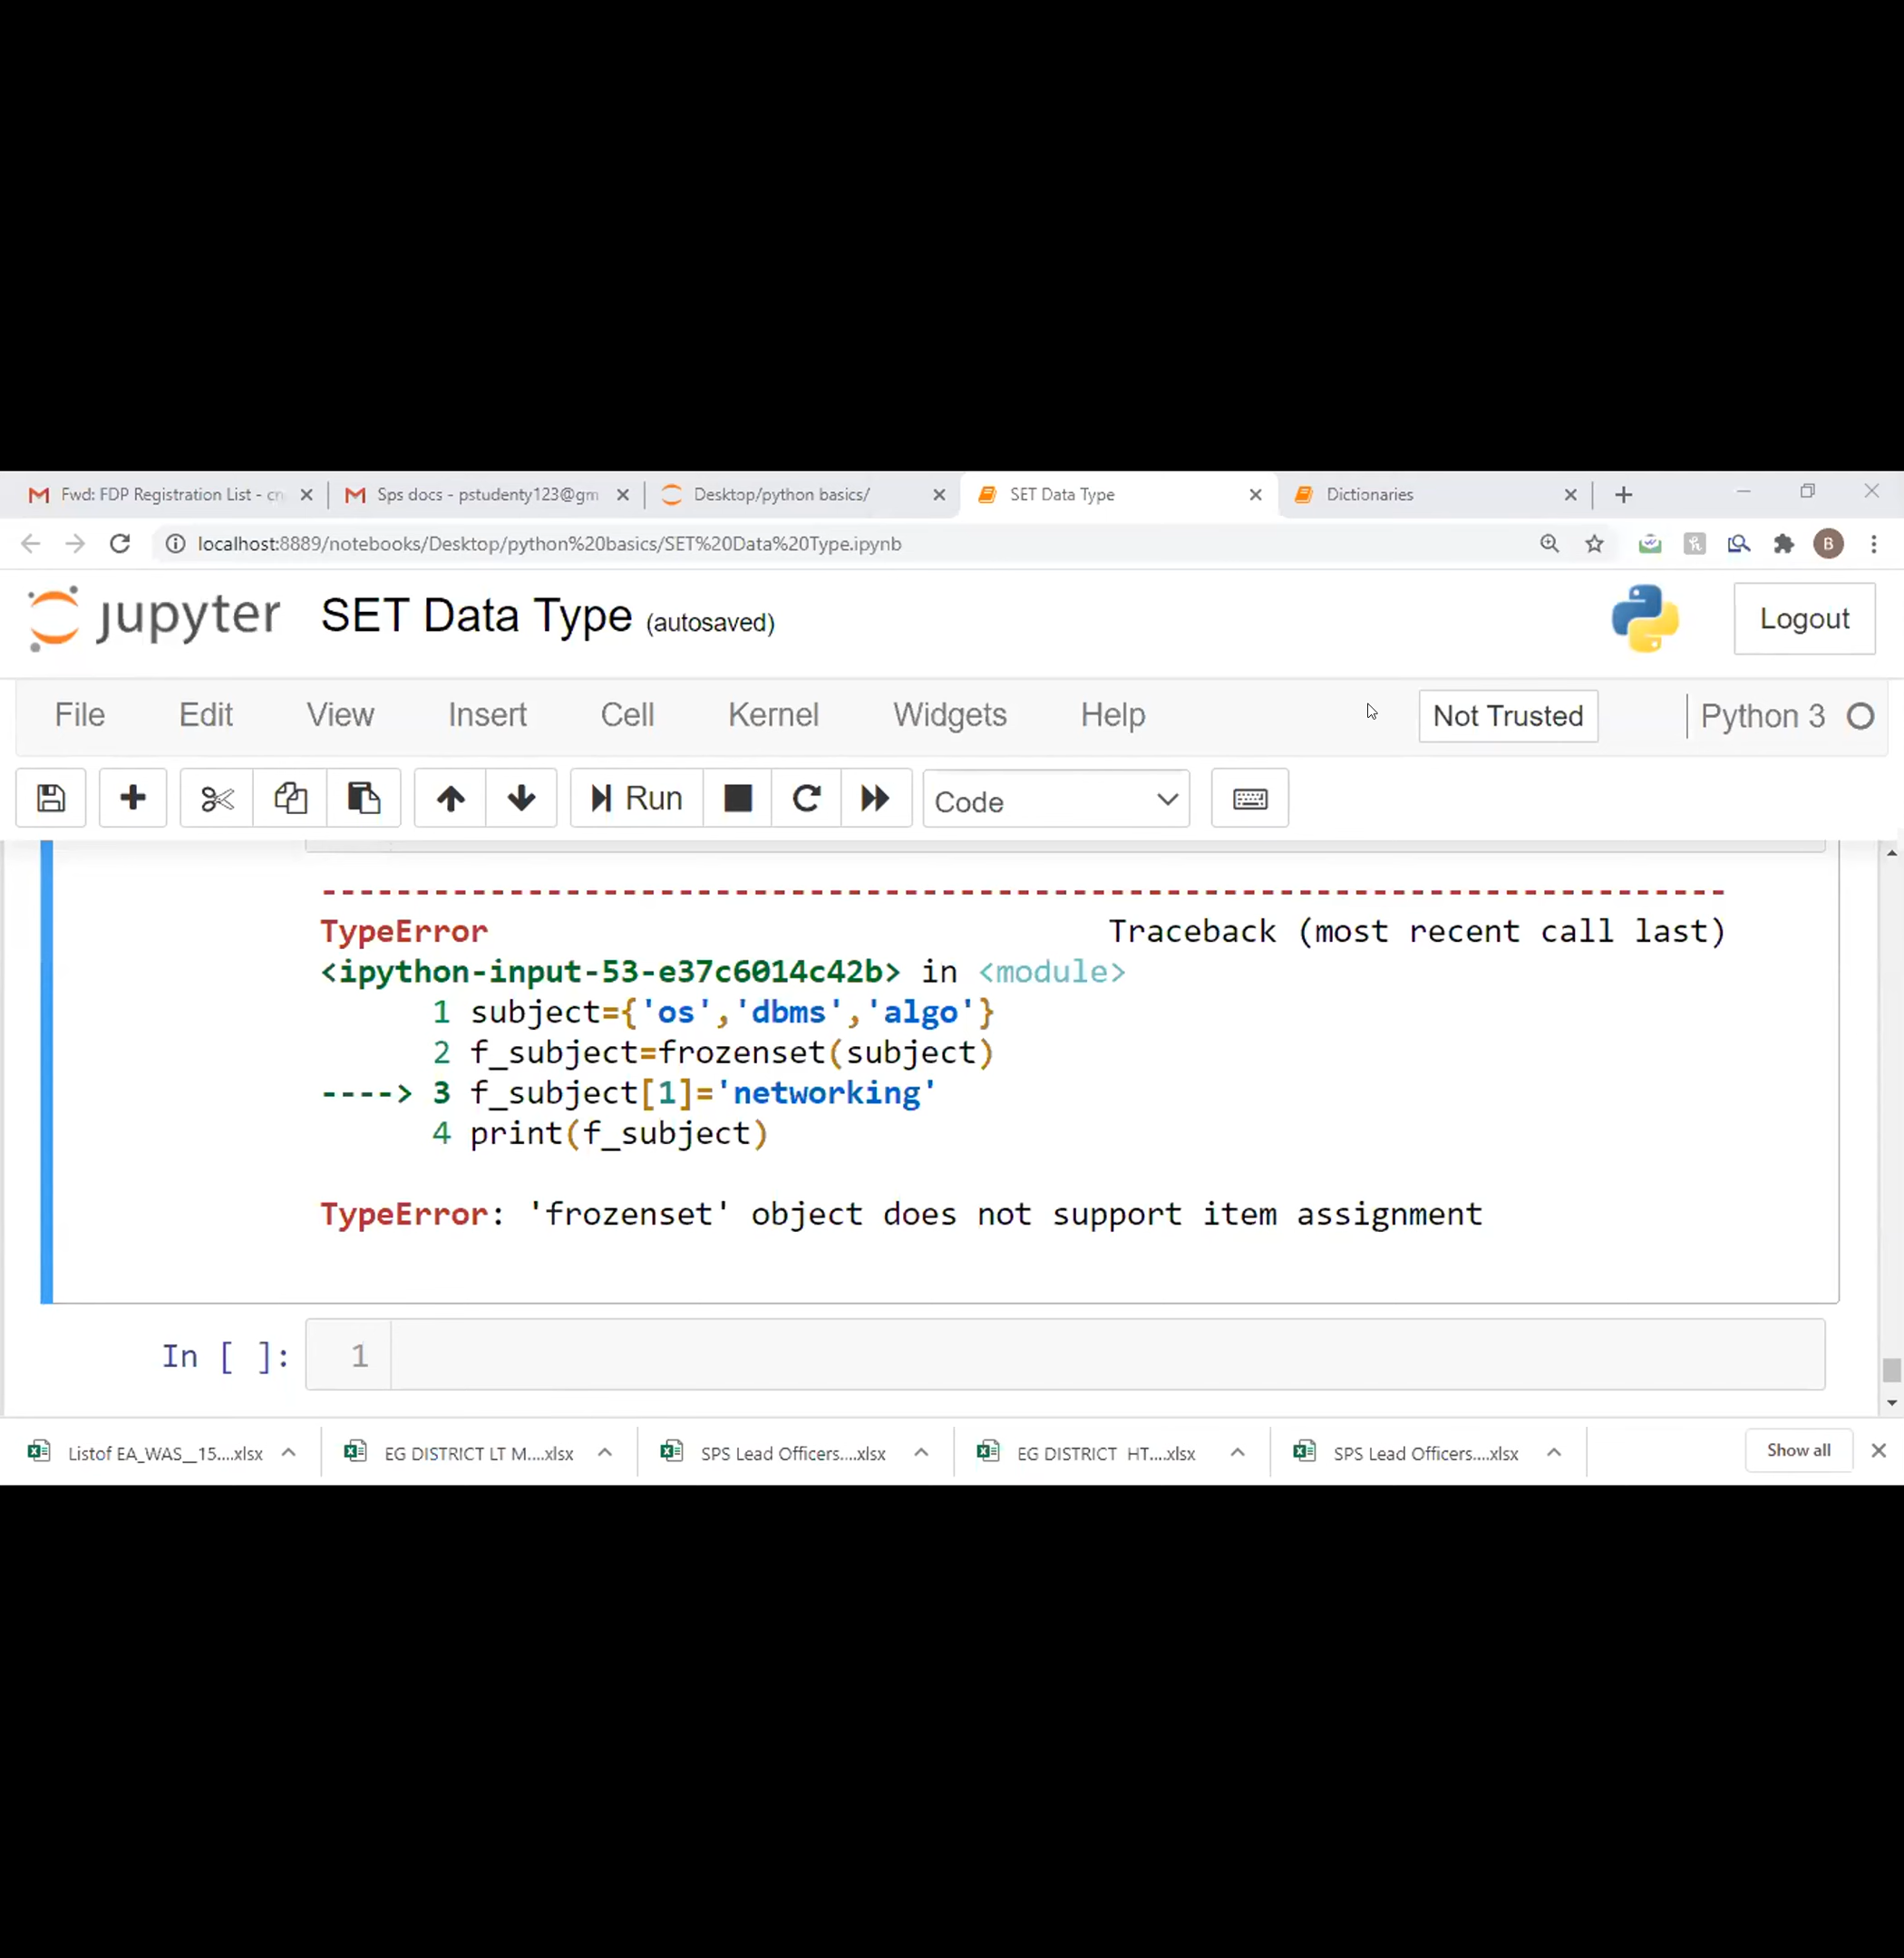 Fwd: FDP Registration List - cn
Sps docs - pstudenty123@gm
Desktop/python basics/
SET Data Type
Dictionaries
localhost:8889/notebooks/Desktop/python%20basics/SET%20Data%20Type.ipynb
B
jupyter SET Data Type (autosaved)
Logout
File Edit View Insert Cell Kernel Widgets Help Not Trusted Python 3
Run Code
---------------------------------------------------------------------------
TypeError Traceback (most recent call last)
<ipython-input-53-e37c6014c42b> in <module>
1 subject={'os','dbms','algo'}
2 f_subject=frozenset(subject)
----> 3 f_subject[1]='networking'
4 print(f_subject)
TypeError: 'frozenset' object does not support item assignment
In [ ]: 1
Listof EA_WAS__15....xlsx
EG DISTRICT LT M....xlsx
SPS Lead Officers....xlsx
EG DISTRICT HT....xlsx
SPS Lead Officers....xlsx
Show all